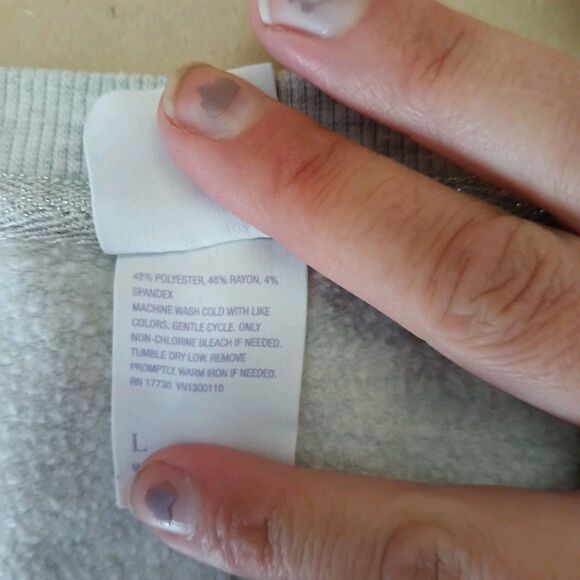 48% POLYESTER, 48% RAYON, 4%
SPANDEX
MACHINE WASH COLD WITH LIKE
COLORS. GENTLE CYCLE. ONLY
NON-CHLORINE BLEACH IF NEEDED.
TUMBLE DRY LOW. REMOVE
PROMPTLY. WARM IRON IF NEEDED.
RN 17730 VN1300110
L